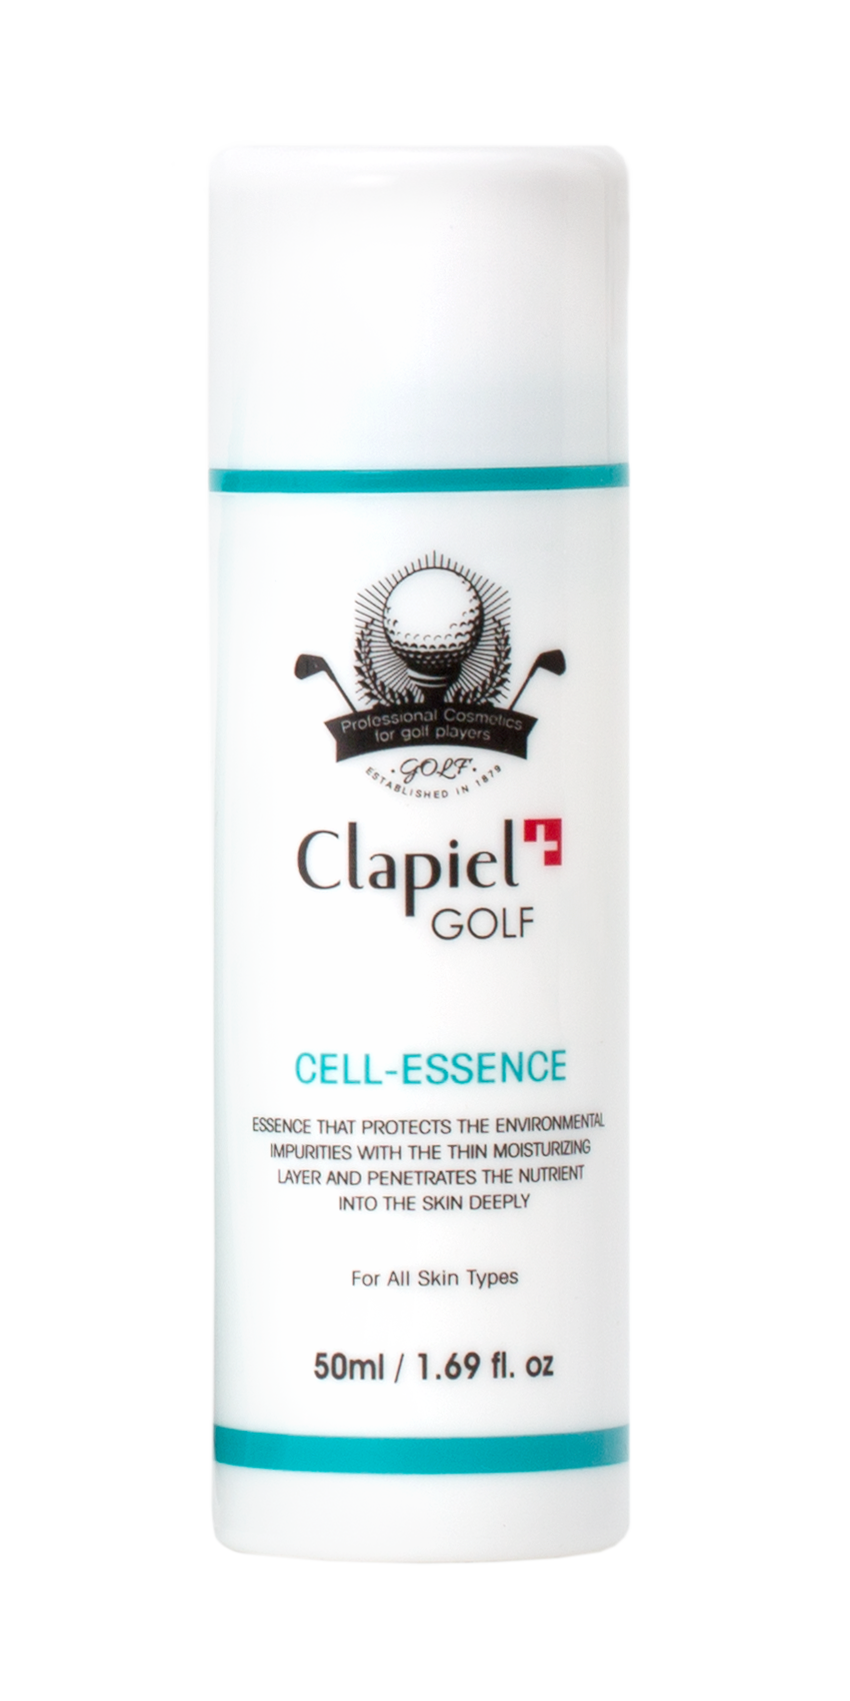 Professional Cosmetics
for golf players
·GOLF·
ESTABLISHED IN 1879
Clapiel
GOLF
CELL-ESSENCE
ESSENCE THAT PROTECTS THE ENVIRONMENTAL
IMPURITIES WITH THE THIN MOISTURIZING
LAYER AND PENETRATES THE NUTRIENT
INTO THE SKIN DEEPLY
For All Skin Types
50ml / 1.69 fl. oz